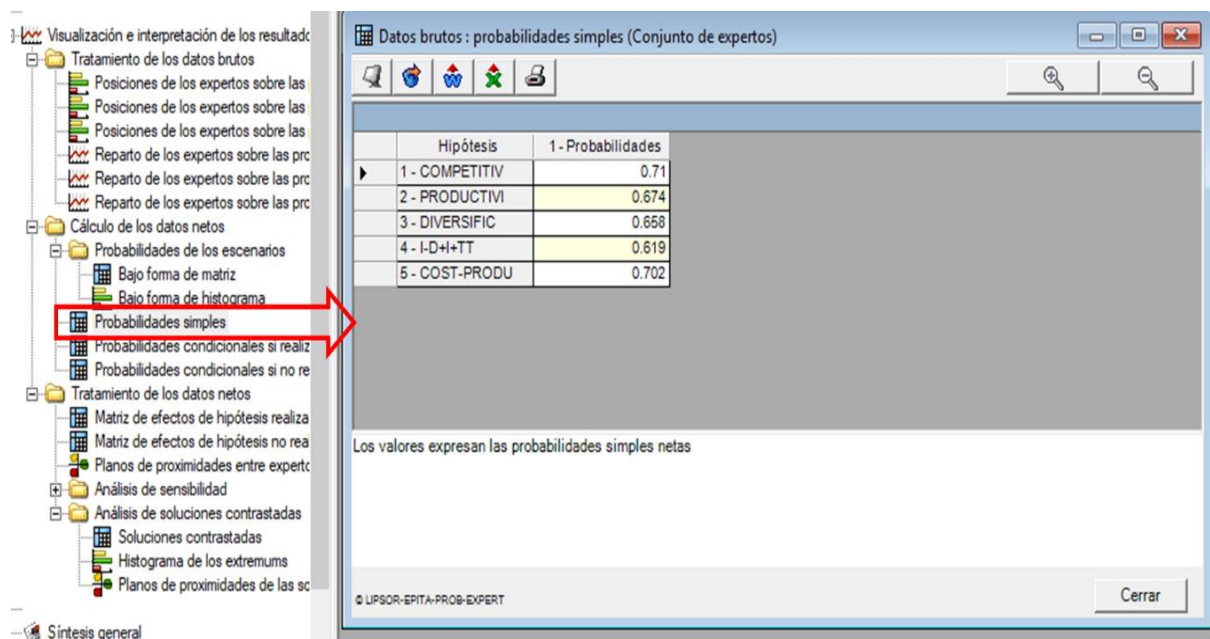 Visualización e interpretación de los resultadc
Tratamiento de los datos brutos
Posiciones de los expertos sobre las
Posiciones de los expertos sobre las
Posiciones de los expertos sobre las
Reparto de los expertos sobre las prc
Reparto de los expertos sobre las prc
Reparto de los expertos sobre las prc
Cálculo de los datos netos
Probabilidades de los escenarios
Bajo forma de matriz
Bajo forma de histograma
Probabilidades simples
Probabilidades condicionales si realiz
Probabilidades condicionales si no re
Tratamiento de los datos netos
Matriz de efectos de hipótesis realiza
Matriz de efectos de hipótesis no rea
Planos de proximidades entre expertc
Análisis de sensibilidad
Análisis de soluciones contrastadas
Soluciones contrastadas
Histograma de los extremums
Planos de proximidades de las sc
Síntesis general
Datos brutos : probabilidades simples (Conjunto de expertos)
Hipótesis 1 - Probabilidades
1 - COMPETITIV 0.71
2 - PRODUCTIVI 0.674
3 - DIVERSIFIC 0.658
4 - I-D+I+TT 0.619
5 - COST-PRODU 0.702
Los valores expresan las probabilidades simples netas
© LIPSOR-EPITA-PROB-EXPERT
Cerrar